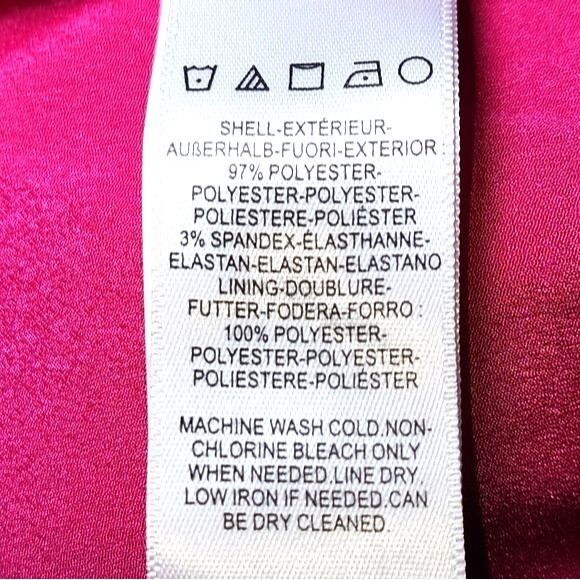 SHELL-EXTÉRIEUR-
AUßERHALB-FUORI-EXTERIOR :
97% POLYESTER-
POLYESTER-POLYESTER-
POLIESTERE-POLIÉSTER
3% SPANDEX-ÉLASTHANNE-
ELASTAN-ELASTAN-ELASTANO
LINING-DOUBLURE-
FUTTER-FODERA-FORRO :
100% POLYESTER-
POLYESTER-POLYESTER-
POLIESTERE-POLIÉSTER
MACHINE WASH COLD.NON-
CHLORINE BLEACH ONLY
WHEN NEEDED.LINE DRY,
LOW IRON IF NEEDED.CAN
BE DRY CLEANED.